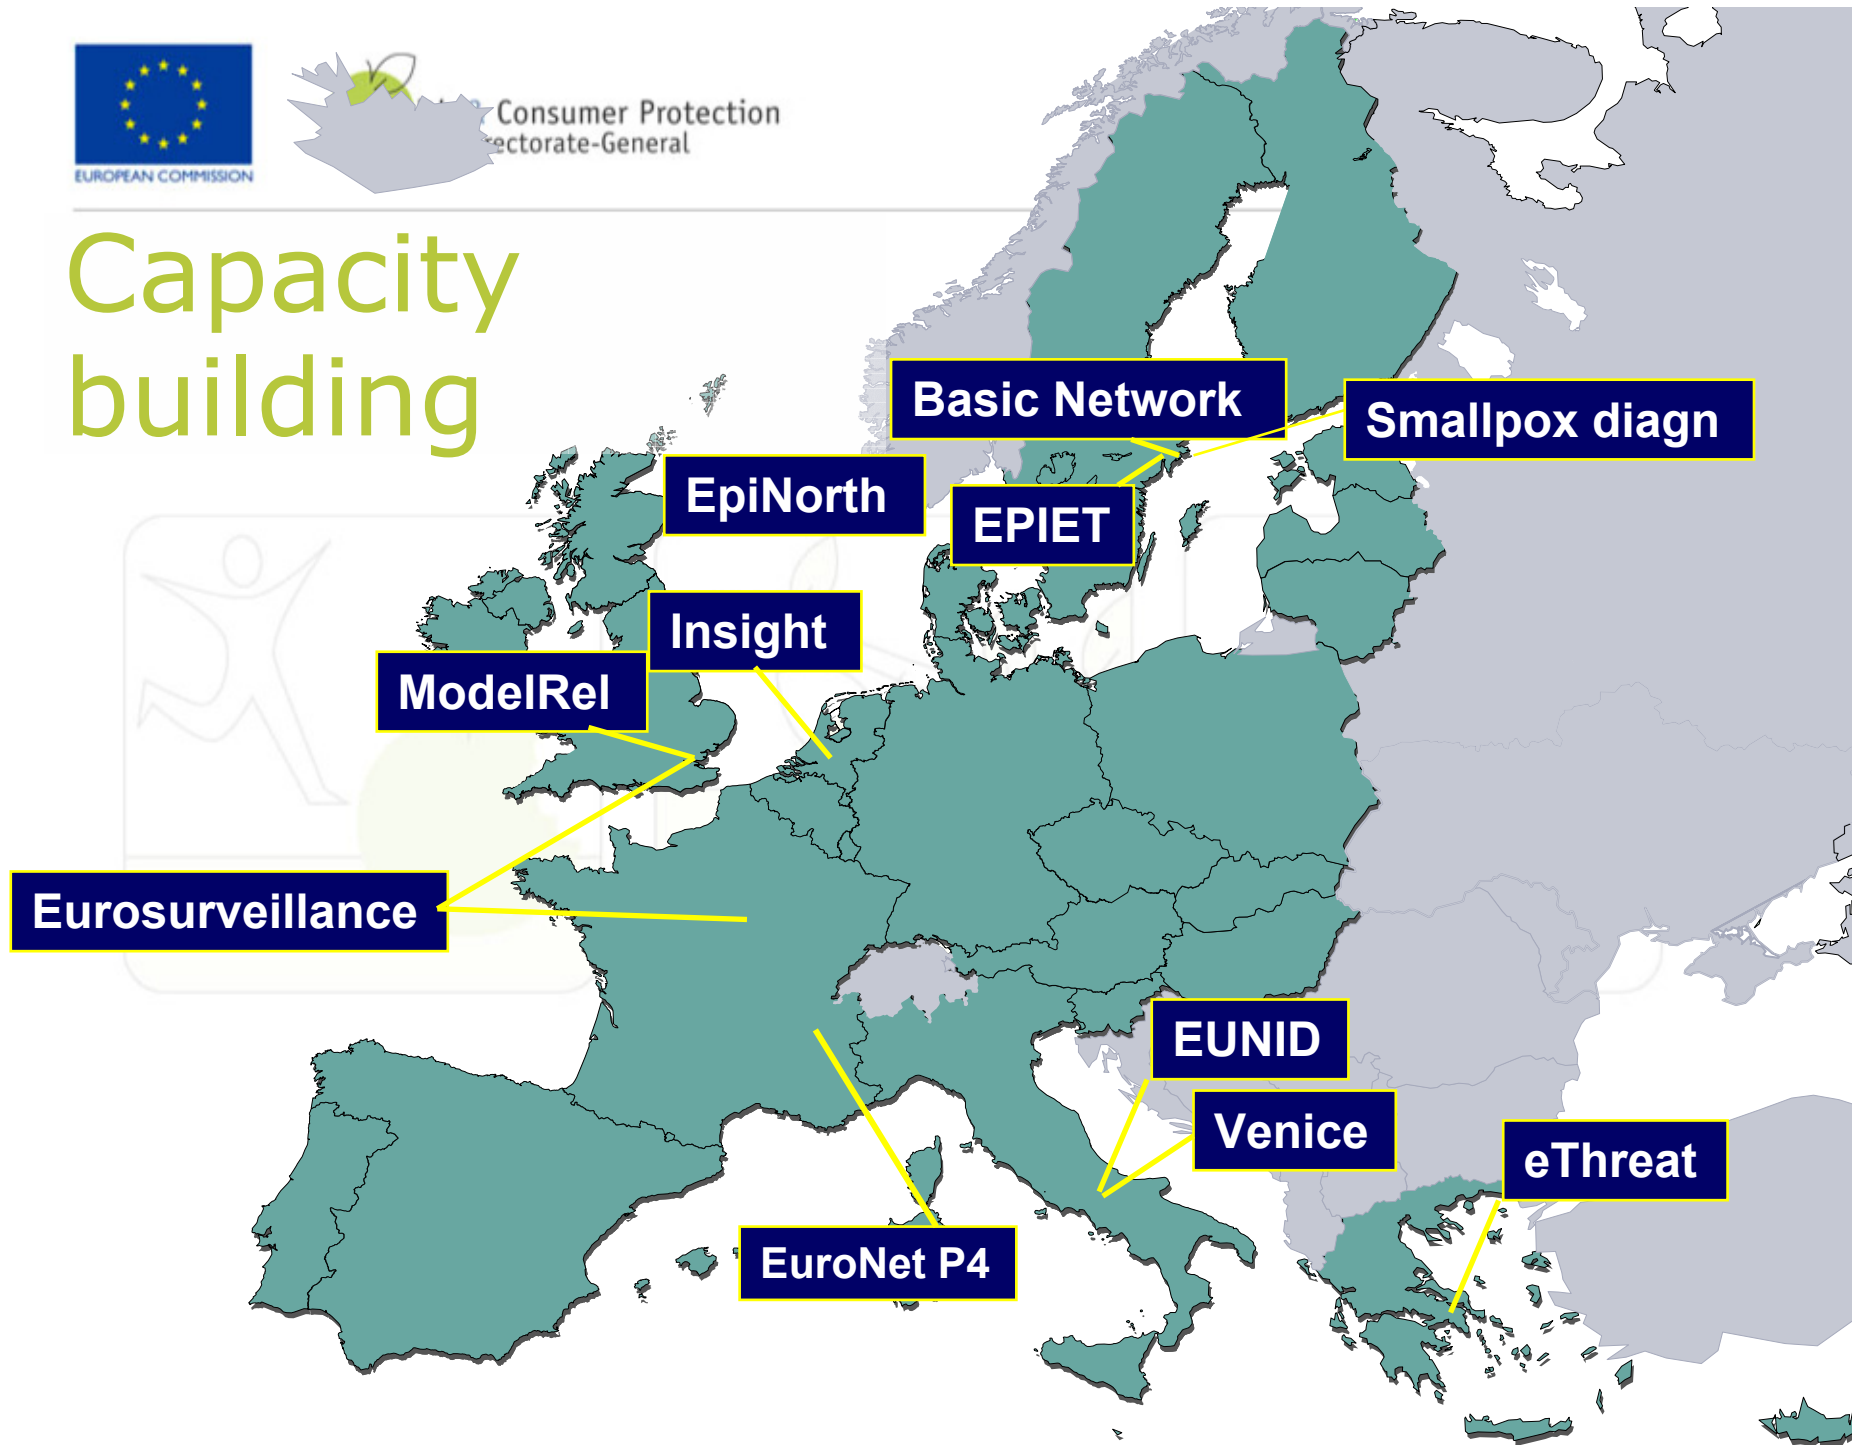 EUROPEAN COMMISSION
Consumer Protection
ectorate-General
Capacity
building
Basic Network
Smallpox diagn
EpiNorth
EPIET
Insight
ModelRel
Eurosurveillance
EUNID
Venice
eThreat
EuroNet P4